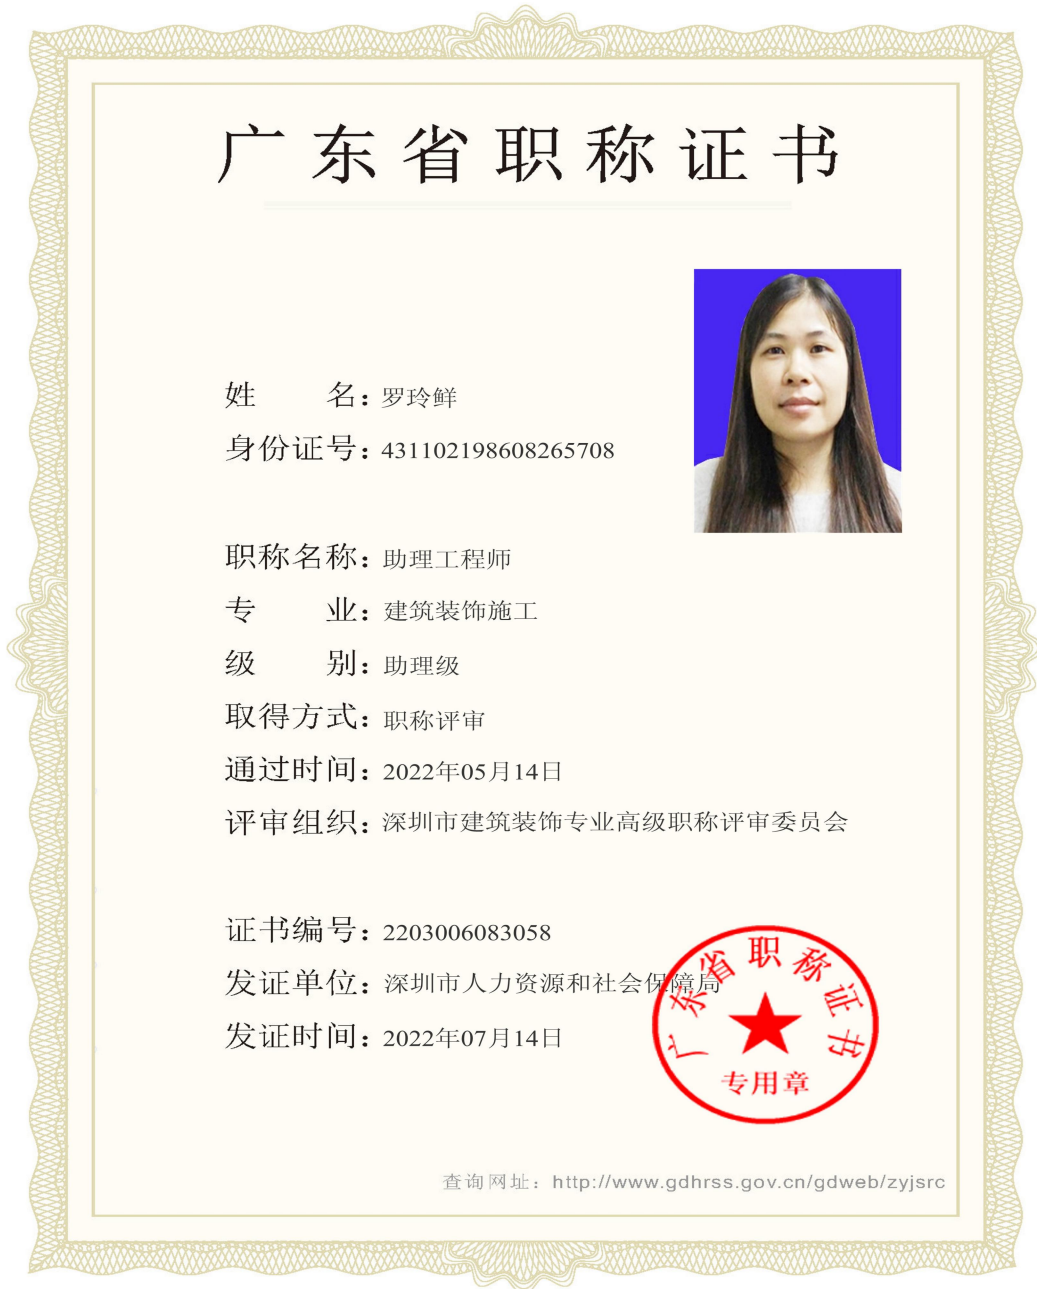 广东省职称证书
姓名：罗玲鲜
身份证号：431102198608265708
职称名称：助理工程师
专业：建筑装饰施工
级别：助理级
取得方式：职称评审
通过时间：2022年05月14日
评审组织：深圳市建筑装饰专业高级职称评审委员会
证书编号：2203006083058
发证单位：深圳市人力资源和社会保障局
发证时间：2022年07月14日
广东省职称证书
专用章
查询网址：http://www.gdhrss.gov.cn/gdweb/zyjsrc